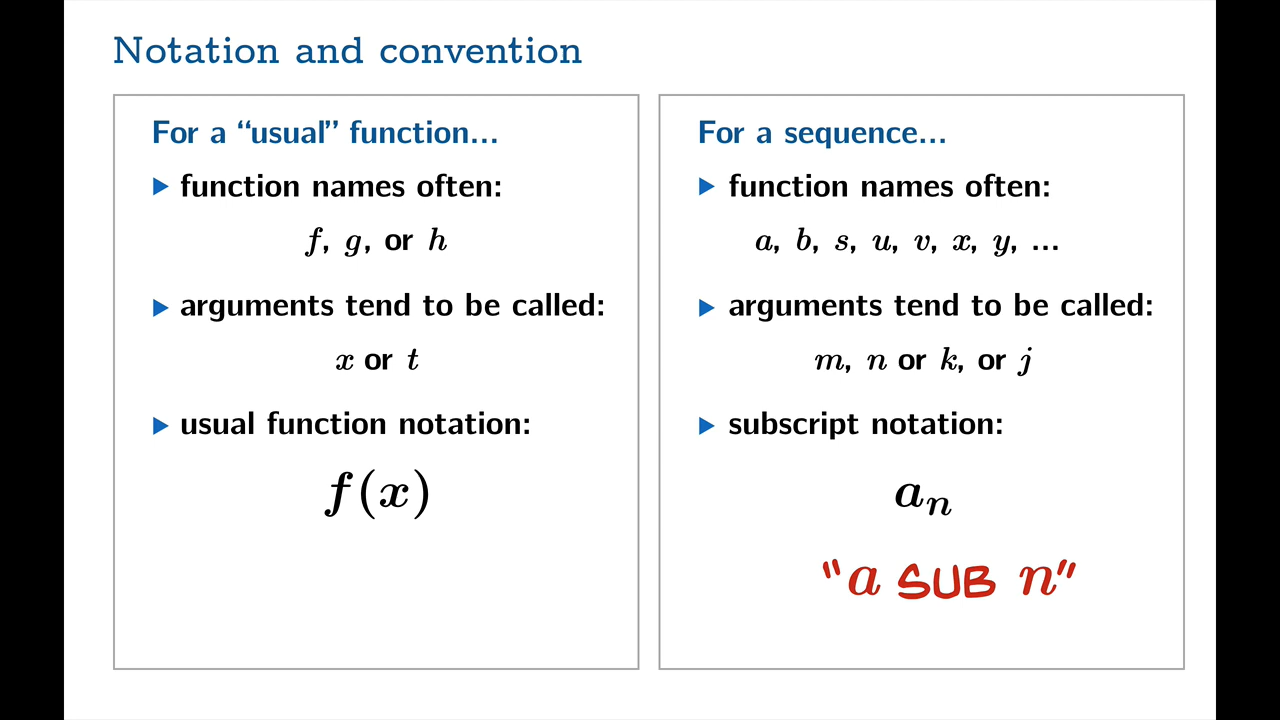 Notation and convention
For a “usual” function...
▶ function names often:
f, g, or h
▶ arguments tend to be called:
x or t
▶ usual function notation:
f(x)
For a sequence...
▶ function names often:
a, b, s, u, v, x, y, ...
▶ arguments tend to be called:
m, n or k, or j
▶ subscript notation:
aₙ
"a SUB n"